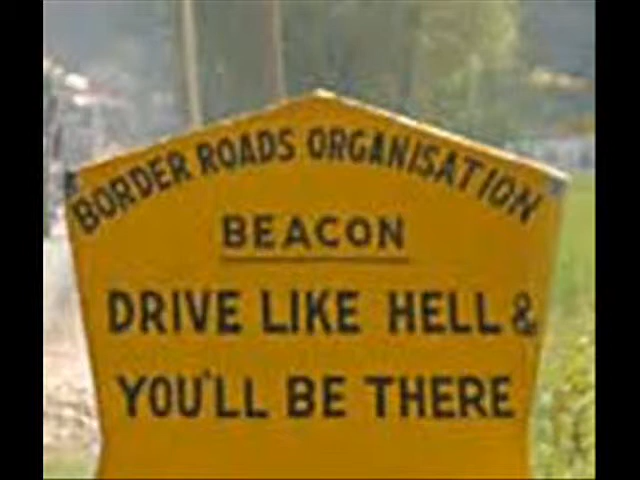 BORDER ROADS ORGANISATION
BEACON
DRIVE LIKE HELL &
YOU'LL BE THERE